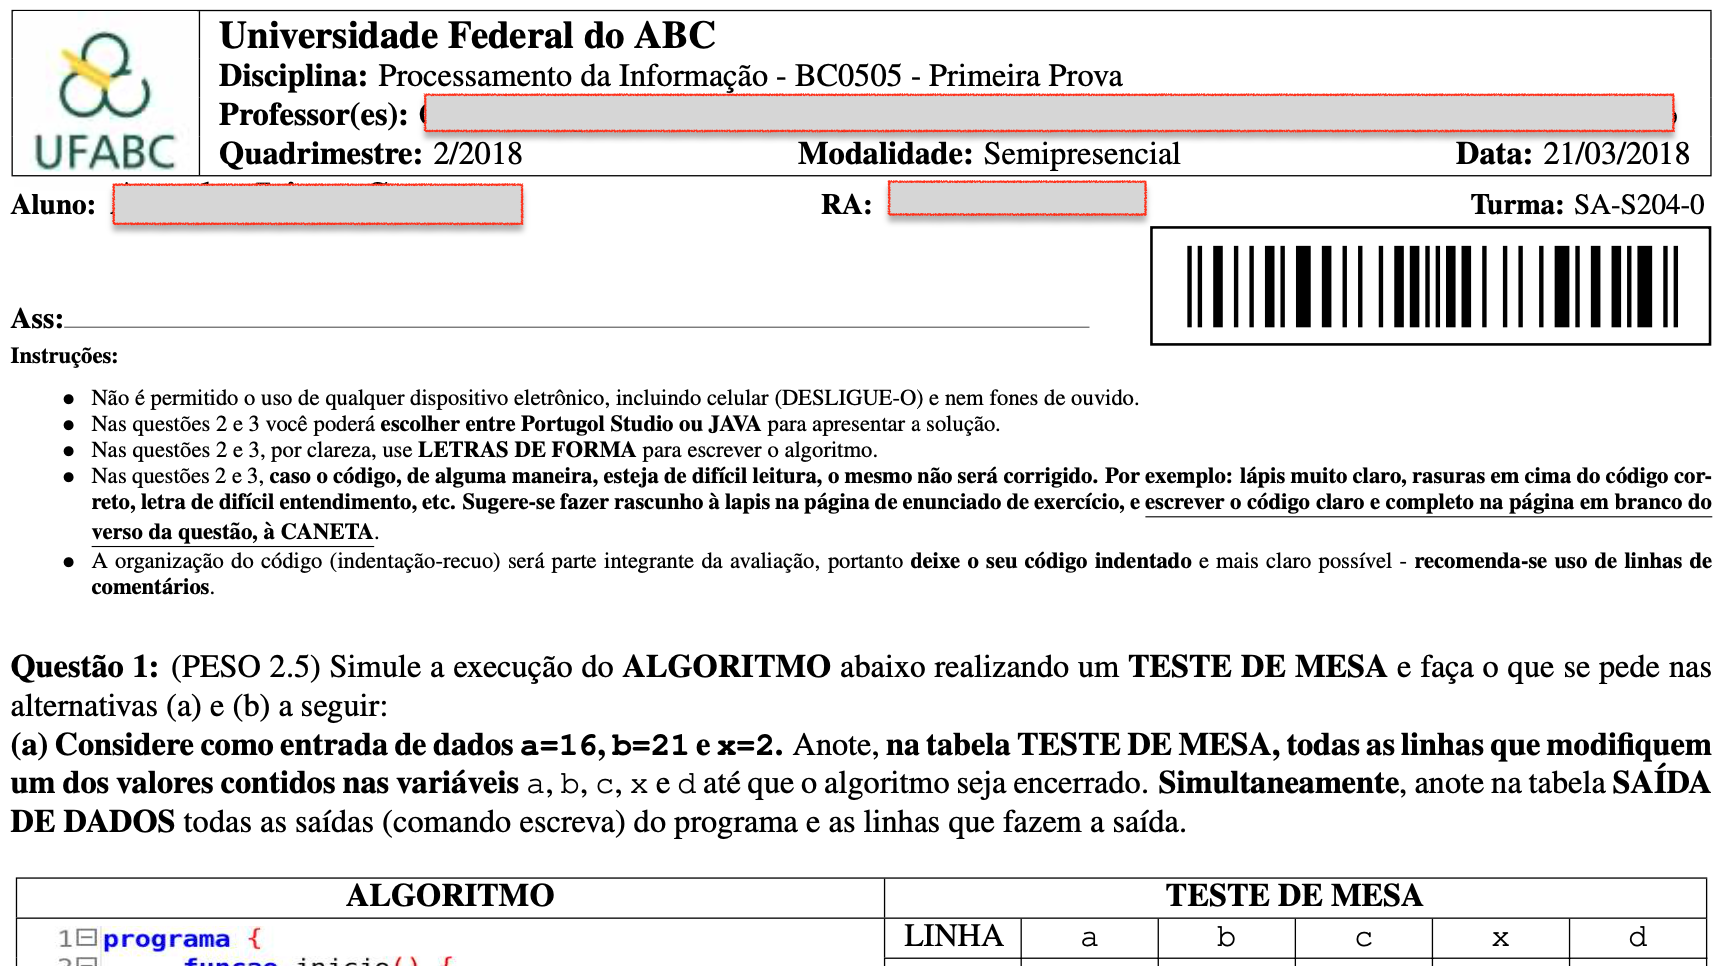 UFABC
Universidade Federal do ABC
Disciplina: Processamento da Informação - BC0505 - Primeira Prova
Professor(es):
Quadrimestre: 2/2018 Modalidade: Semipresencial Data: 21/03/2018
Aluno: RA: Turma: SA-S204-0
Ass:
Instruções:
● Não é permitido o uso de qualquer dispositivo eletrônico, incluindo celular (DESLIGUE-O) e nem fones de ouvido.
● Nas questões 2 e 3 você poderá escolher entre Portugol Studio ou JAVA para apresentar a solução.
● Nas questões 2 e 3, por clareza, use LETRAS DE FORMA para escrever o algoritmo.
● Nas questões 2 e 3, caso o código, de alguma maneira, esteja de difícil leitura, o mesmo não será corrigido. Por exemplo: lápis muito claro, rasuras em cima do código cor-
reto, letra de difícil entendimento, etc. Sugere-se fazer rascunho à lapis na página de enunciado de exercício, e escrever o código claro e completo na página em branco do
verso da questão, à CANETA.
● A organização do código (indentação-recuo) será parte integrante da avaliação, portanto deixe o seu código indentado e mais claro possível - recomenda-se uso de linhas de
comentários.
Questão 1: (PESO 2.5) Simule a execução do ALGORITMO abaixo realizando um TESTE DE MESA e faça o que se pede nas
alternativas (a) e (b) a seguir:
(a) Considere como entrada de dados a=16, b=21 e x=2. Anote, na tabela TESTE DE MESA, todas as linhas que modifiquem
um dos valores contidos nas variáveis a, b, c, x e d até que o algoritmo seja encerrado. Simultaneamente, anote na tabela SAÍDA
DE DADOS todas as saídas (comando escreva) do programa e as linhas que fazem a saída.
ALGORITMO TESTE DE MESA
1 programa { LINHA a b c x d
funcao inicio() {